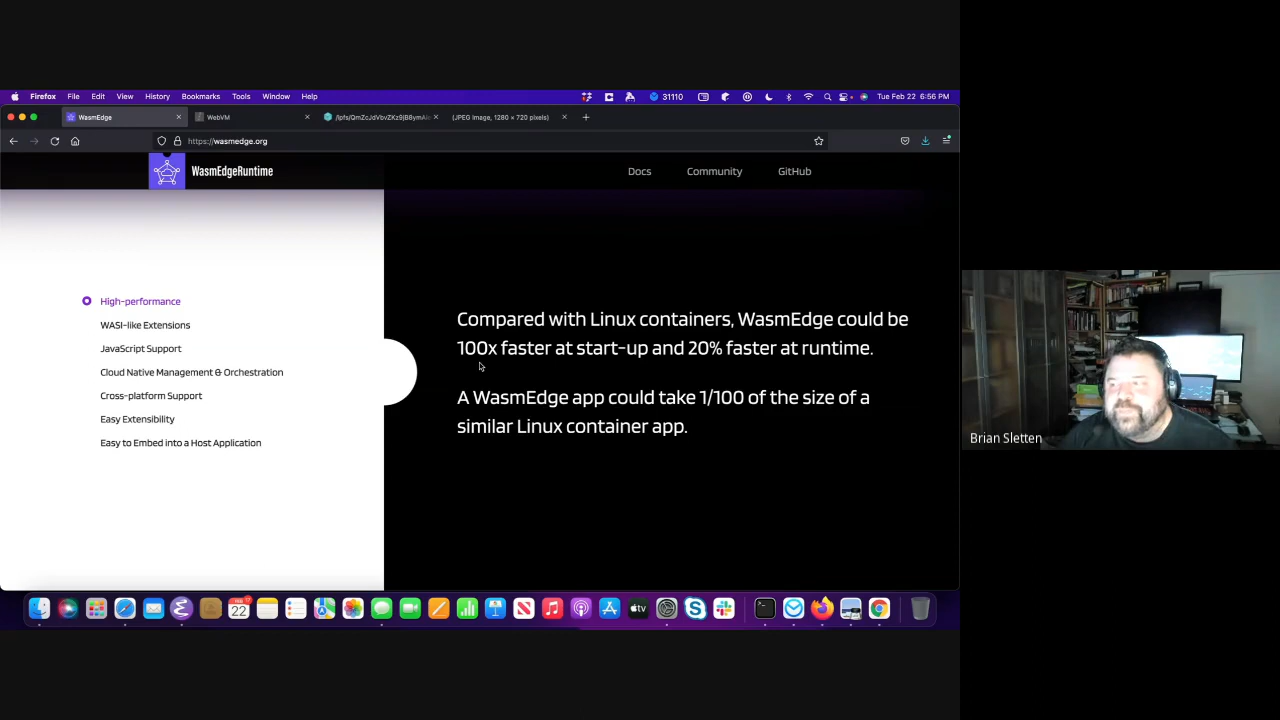 Firefox File Edit View History Bookmarks Tools Window Help 31110 Tue Feb 22 6:56 PM
WasmEdge WebVM (JPEG Image, 1280 × 720 pixels)
https://wasmedge.org
WasmEdgeRuntime Docs Community GitHub
High-performance
WASI-like Extensions
JavaScript Support
Cloud Native Management & Orchestration
Cross-platform Support
Easy Extensibility
Easy to Embed into a Host Application
Compared with Linux containers, WasmEdge could be
100x faster at start-up and 20% faster at runtime.
A WasmEdge app could take 1/100 of the size of a
similar Linux container app.
Brian Sletten
22
tv